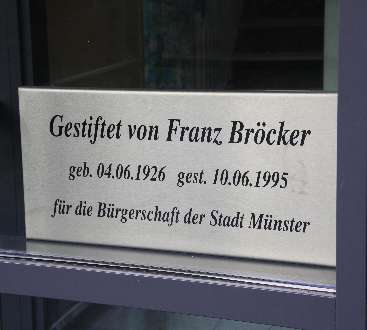 Gestiftet von Franz Bröcker
geb. 04.06.1926 gest. 10.06.1995
für die Bürgerschaft der Stadt Münster